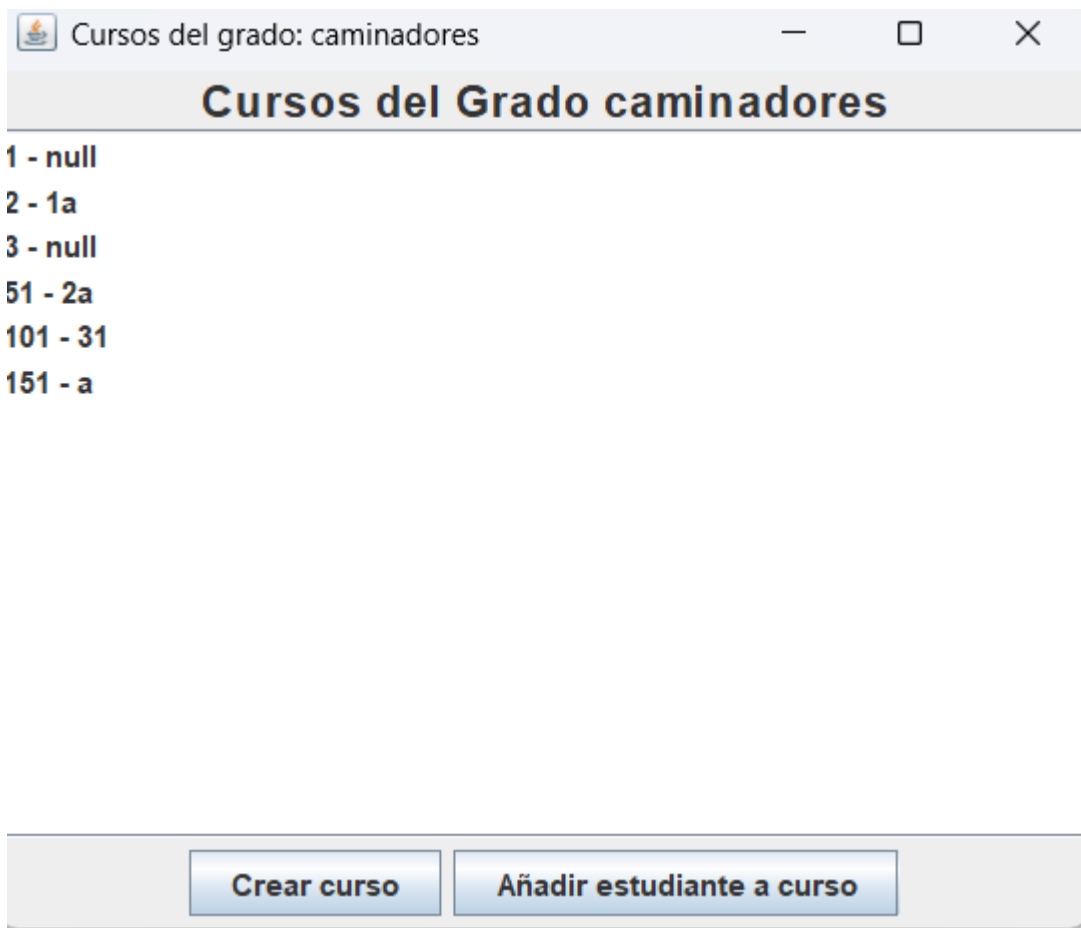 Cursos del grado: caminadores
Cursos del Grado caminadores
1 - null
2 - 1a
3 - null
51 - 2a
101 - 31
151 - a
Crear curso
Añadir estudiante a curso